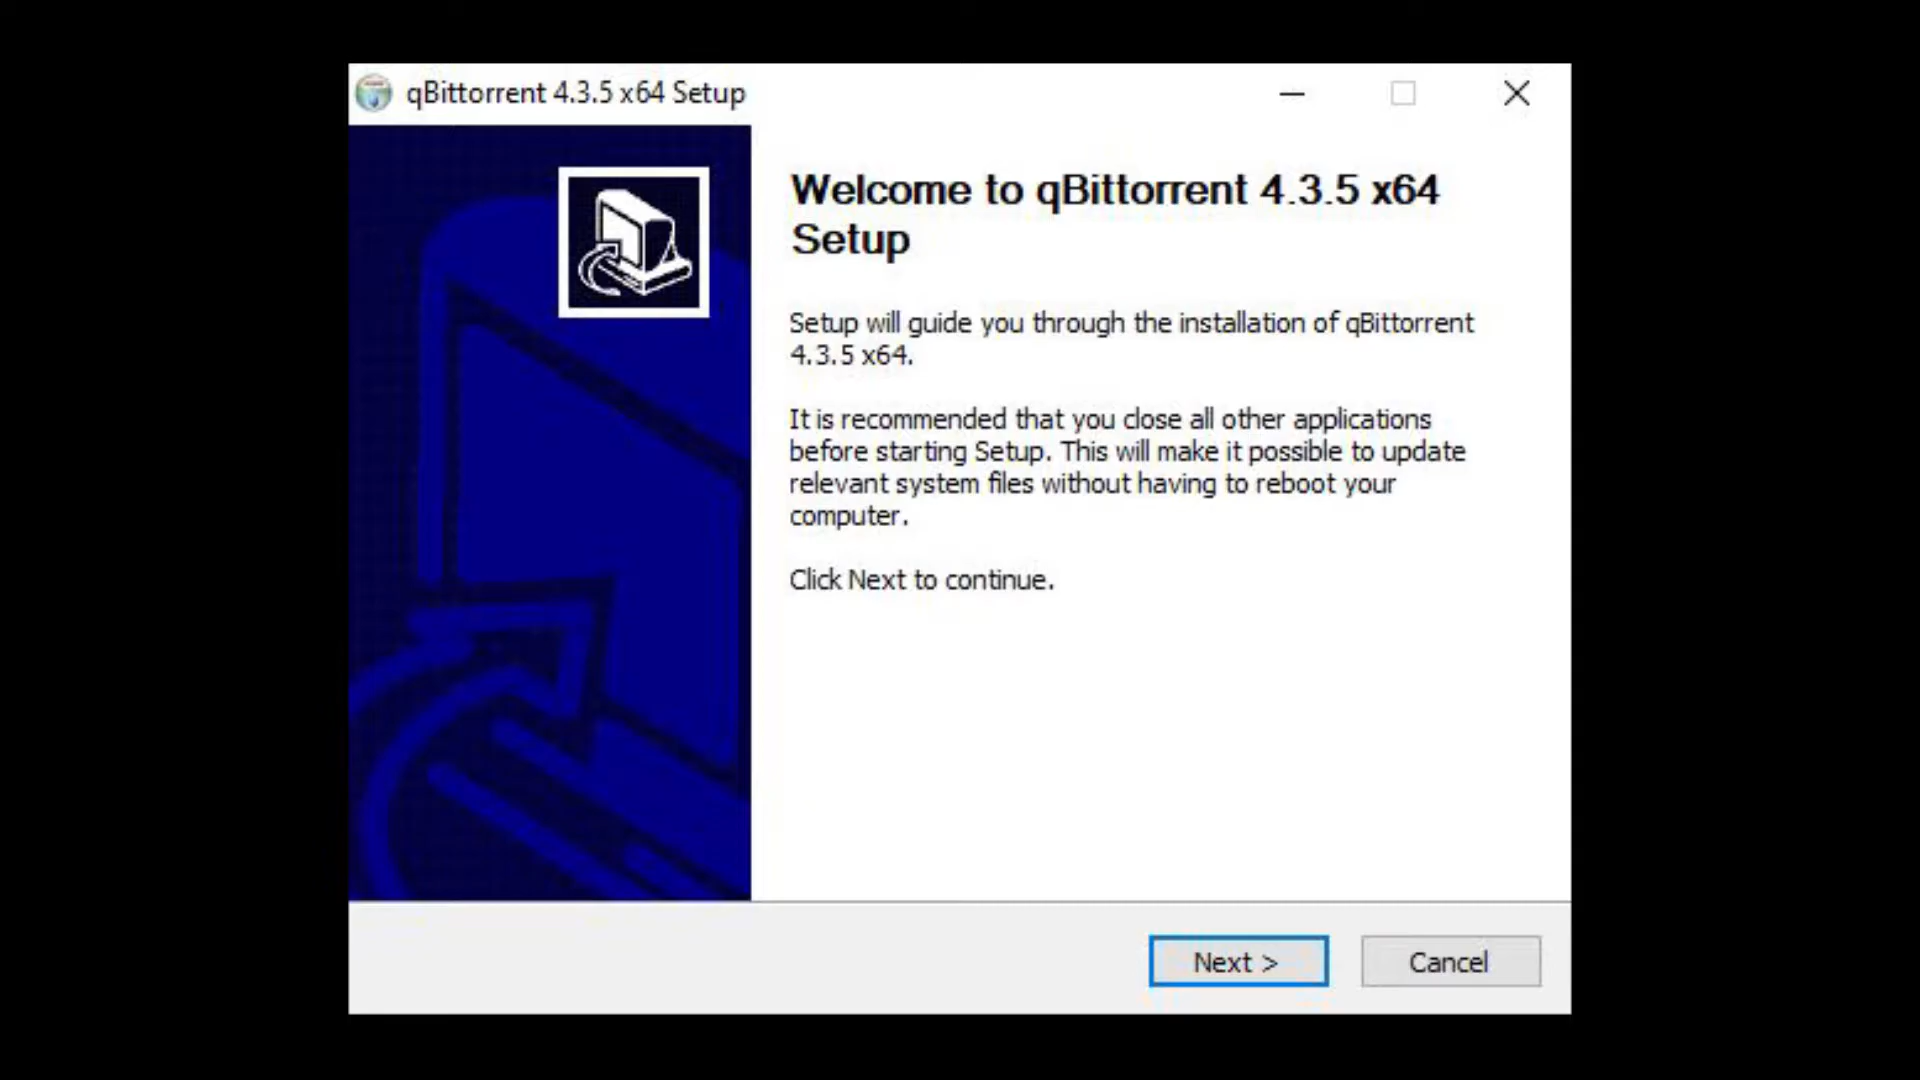 qBittorrent 4.3.5 x64 Setup
Welcome to qBittorrent 4.3.5 x64
Setup
Setup will guide you through the installation of qBittorrent
4.3.5 x64.
It is recommended that you close all other applications
before starting Setup. This will make it possible to update
relevant system files without having to reboot your
computer.
Click Next to continue.
Next >
Cancel